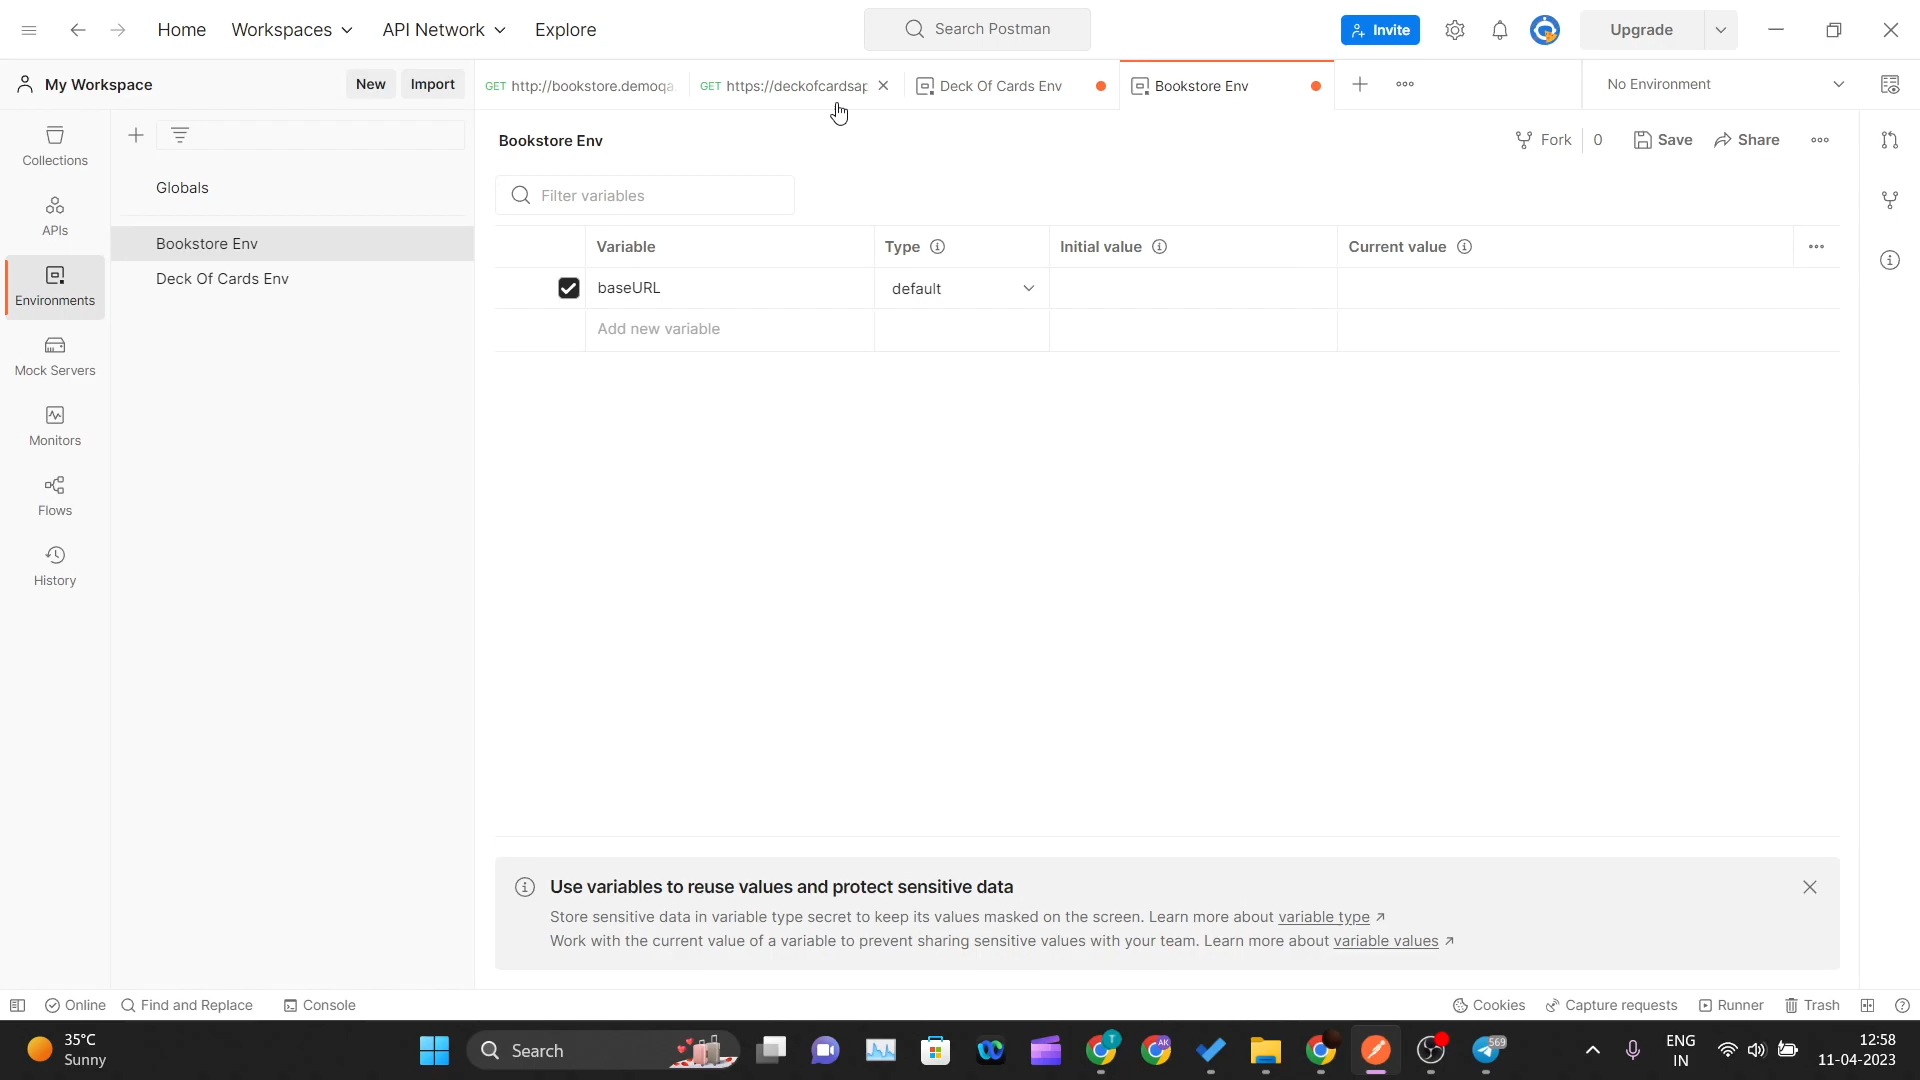 Home
Workspaces
API Network
Explore
Search Postman
Invite
Upgrade
My Workspace
New
Import
GET http://bookstore.demoqa
GET https://deckofcardsap
Deck Of Cards Env
Bookstore Env
No Environment
Collections
APIs
Environments
Mock Servers
Monitors
Flows
History
Globals
Bookstore Env
Deck Of Cards Env
Bookstore Env
Fork 0
Save
Share
Filter variables
Variable Type Initial value Current value
baseURL default
Add new variable
Use variables to reuse values and protect sensitive data
Store sensitive data in variable type secret to keep its values masked on the screen. Learn more about variable type ↗
Work with the current value of a variable to prevent sharing sensitive values with your team. Learn more about variable values ↗
Online
Find and Replace
Console
Cookies
Capture requests
Runner
Trash
35°C
Sunny
Search
T
AK
569
ENG
IN
12:58
11-04-2023